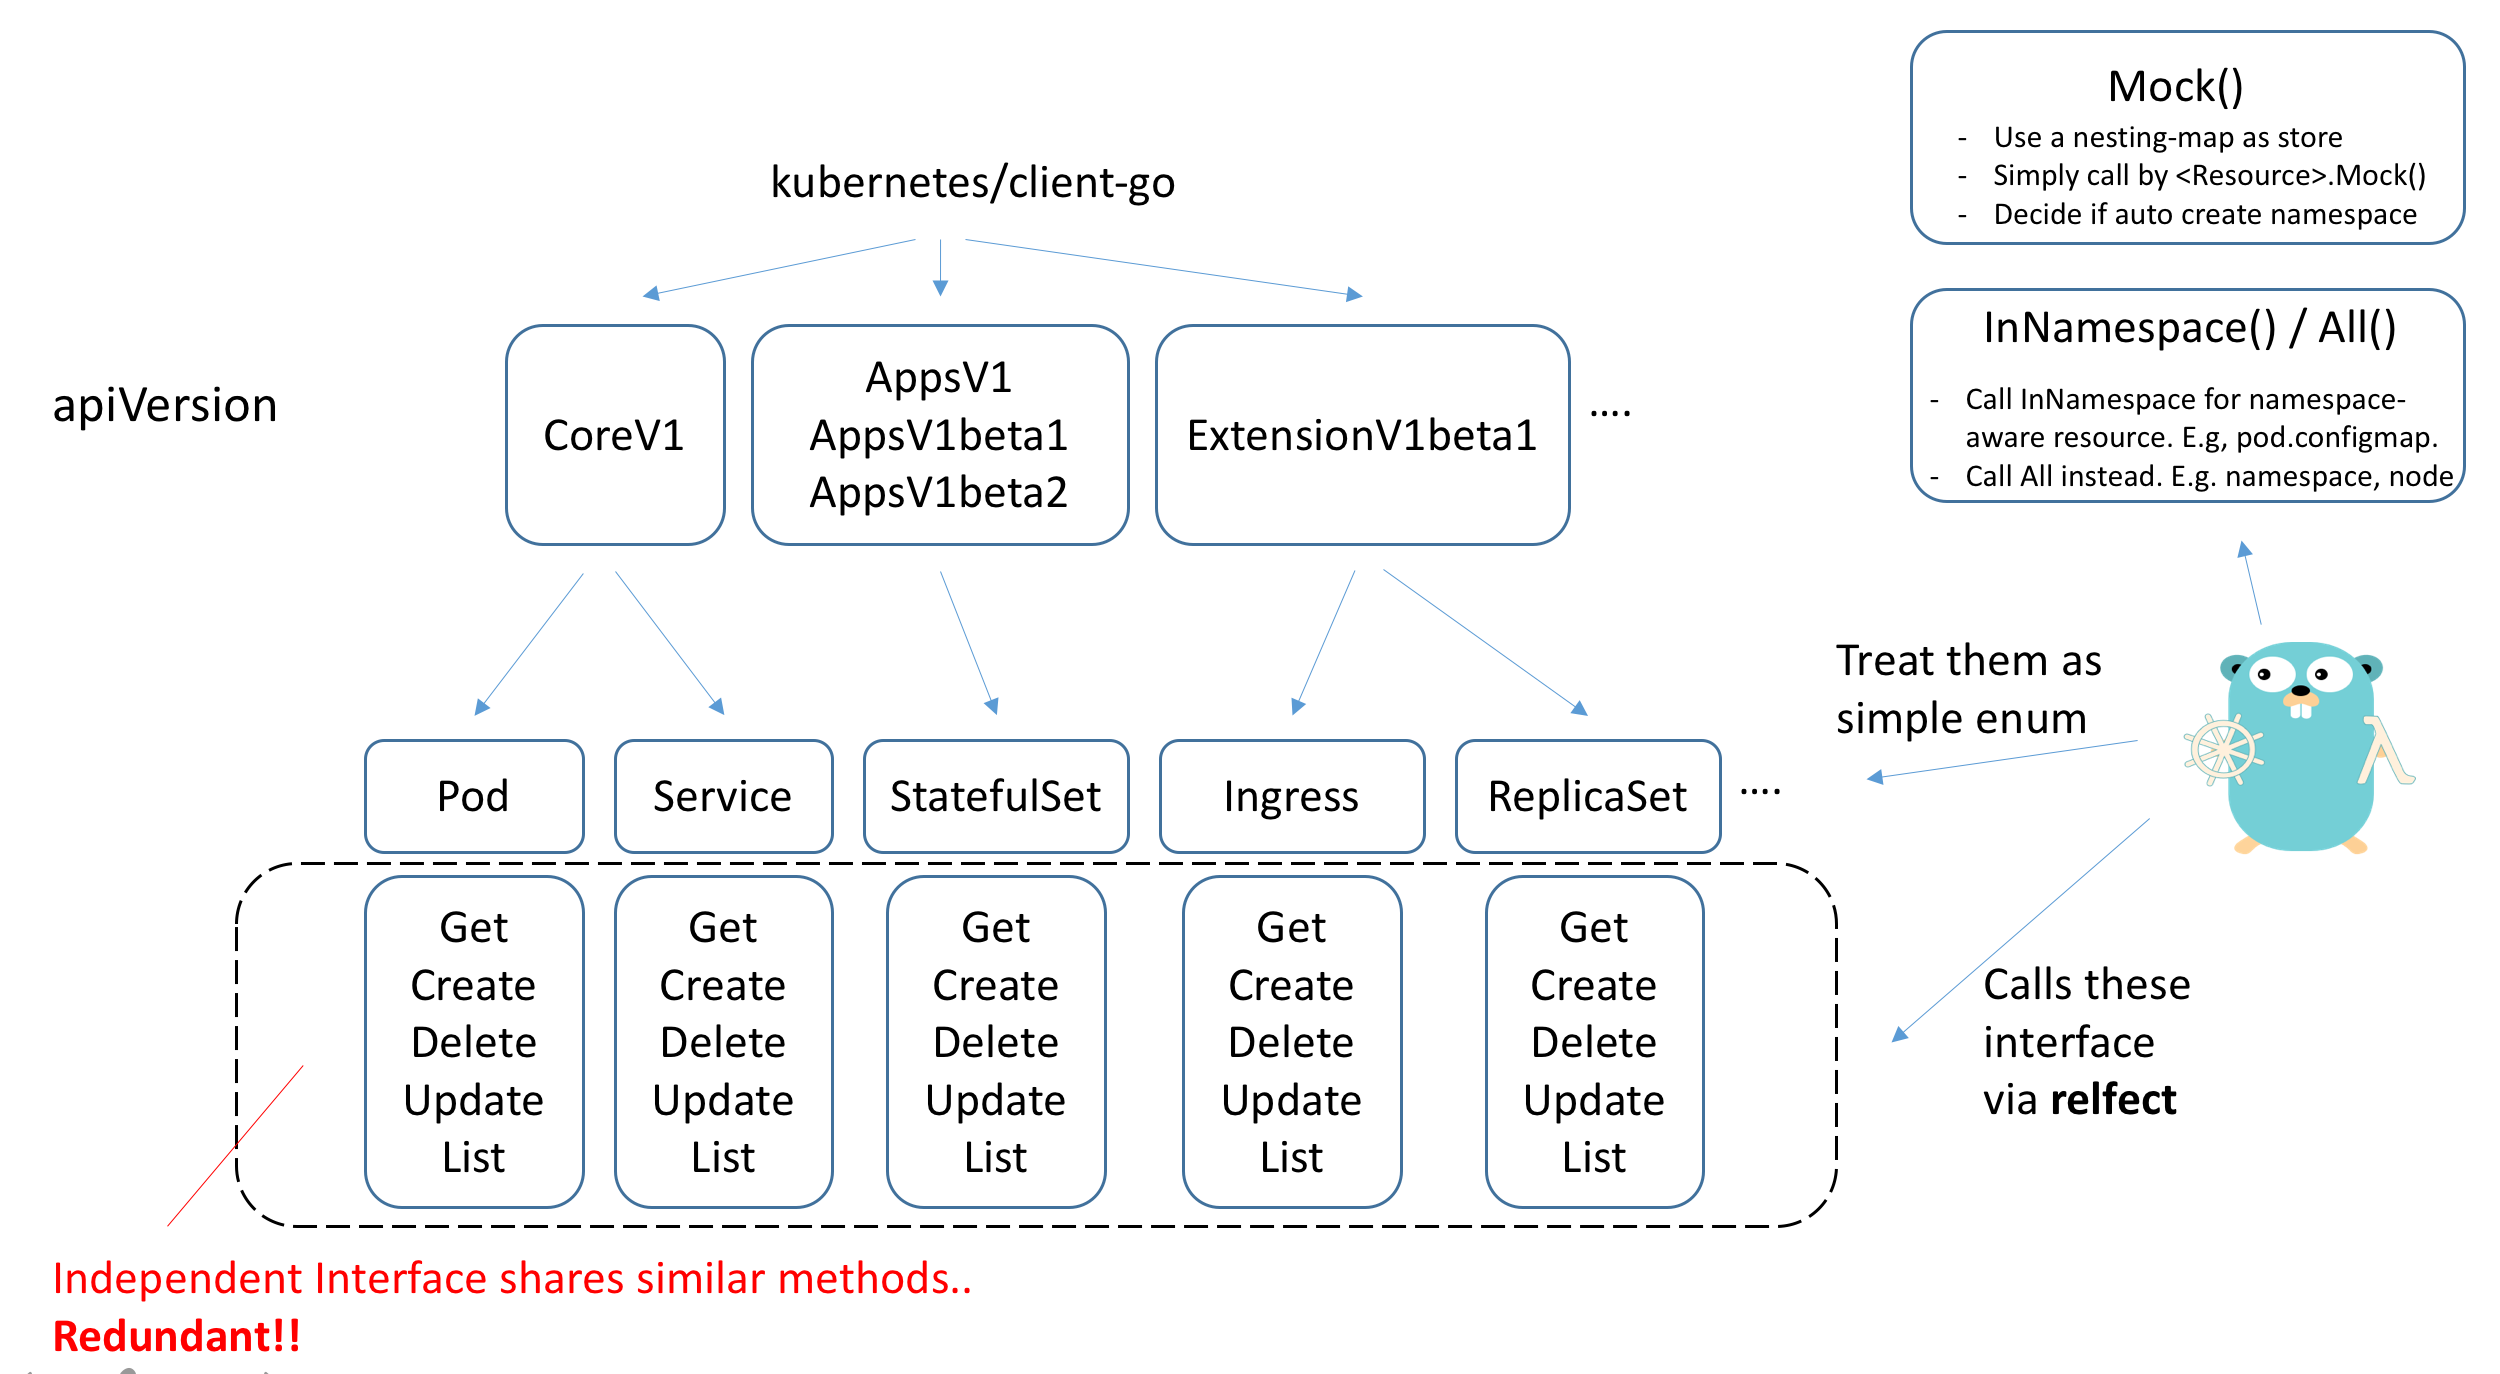 kubernetes/client-go
apiVersion
CoreV1
AppsV1
AppsV1beta1
AppsV1beta2
ExtensionV1beta1
....
Pod
Service
StatefulSet
Ingress
ReplicaSet
....
Get
Create
Delete
Update
List
Get
Create
Delete
Update
List
Get
Create
Delete
Update
List
Get
Create
Delete
Update
List
Get
Create
Delete
Update
List
Independent Interface shares similar methods..
Redundant!!
Mock()
- Use a nesting-map as store
- Simply call by <Resource>.Mock()
- Decide if auto create namespace
InNamespace() / All()
- Call InNamespace for namespace-
aware resource. E.g, pod.configmap.
- Call All instead. E.g. namespace, node
Treat them as
simple enum
Calls these
interface
via relfect